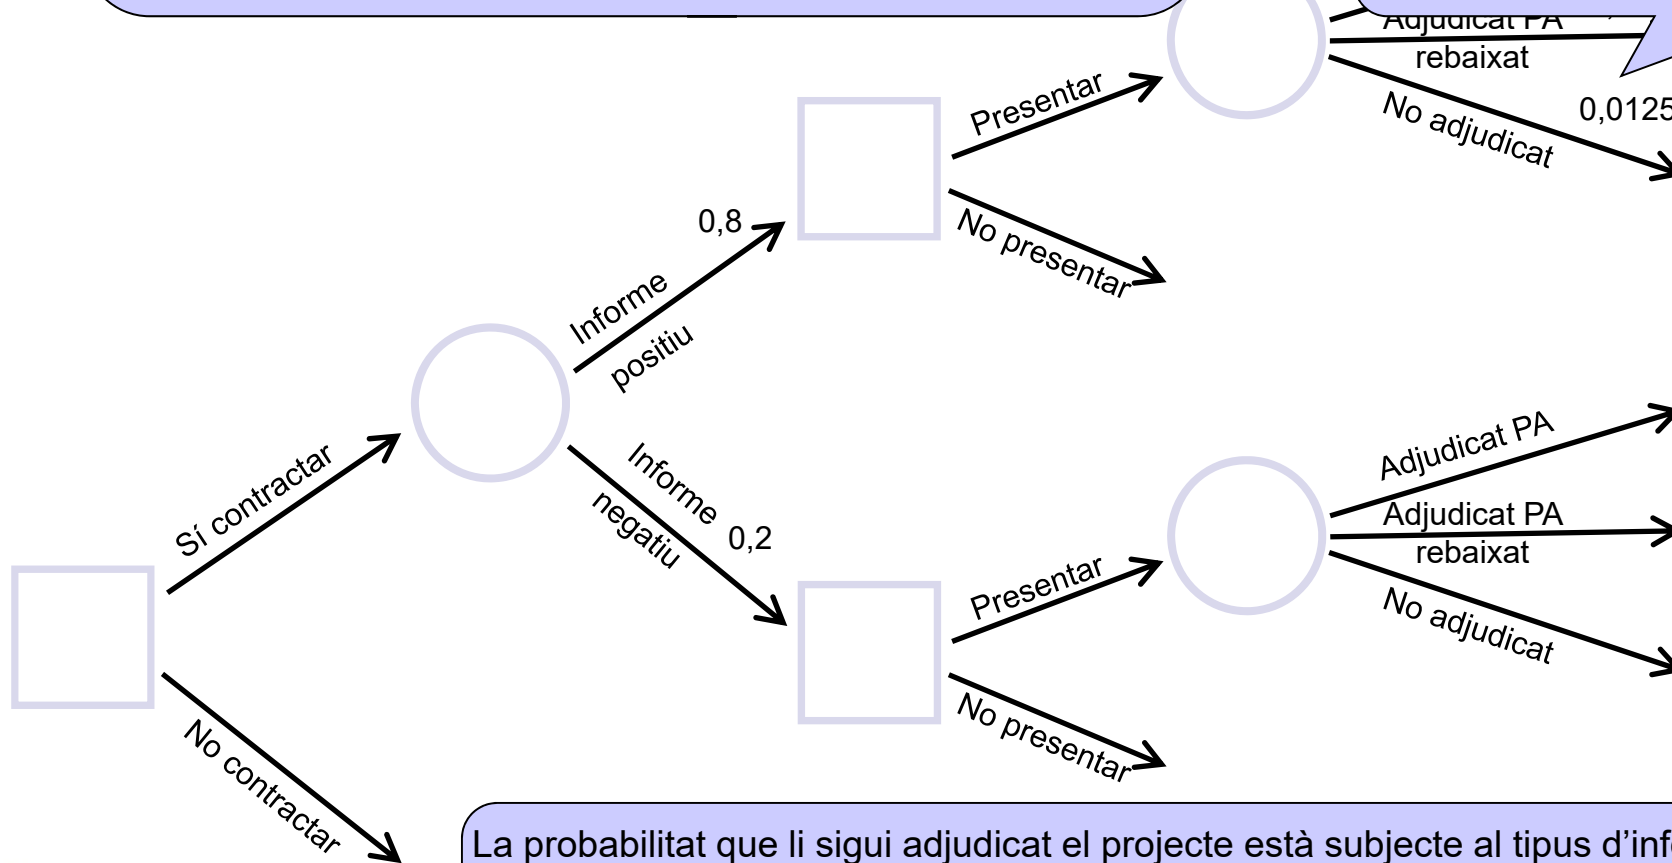 Adjudicat PA
rebaixat
0,0125
No adjudicat
Presentar
No presentar
0,8
Informe
positiu
Sí contractar
Informe
negatiu
0,2
Adjudicat PA
Adjudicat PA
rebaixat
No adjudicat
Presentar
No presentar
No contractar
La probabilitat que li sigui adjudicat el projecte està subjecte al tipus d’inf